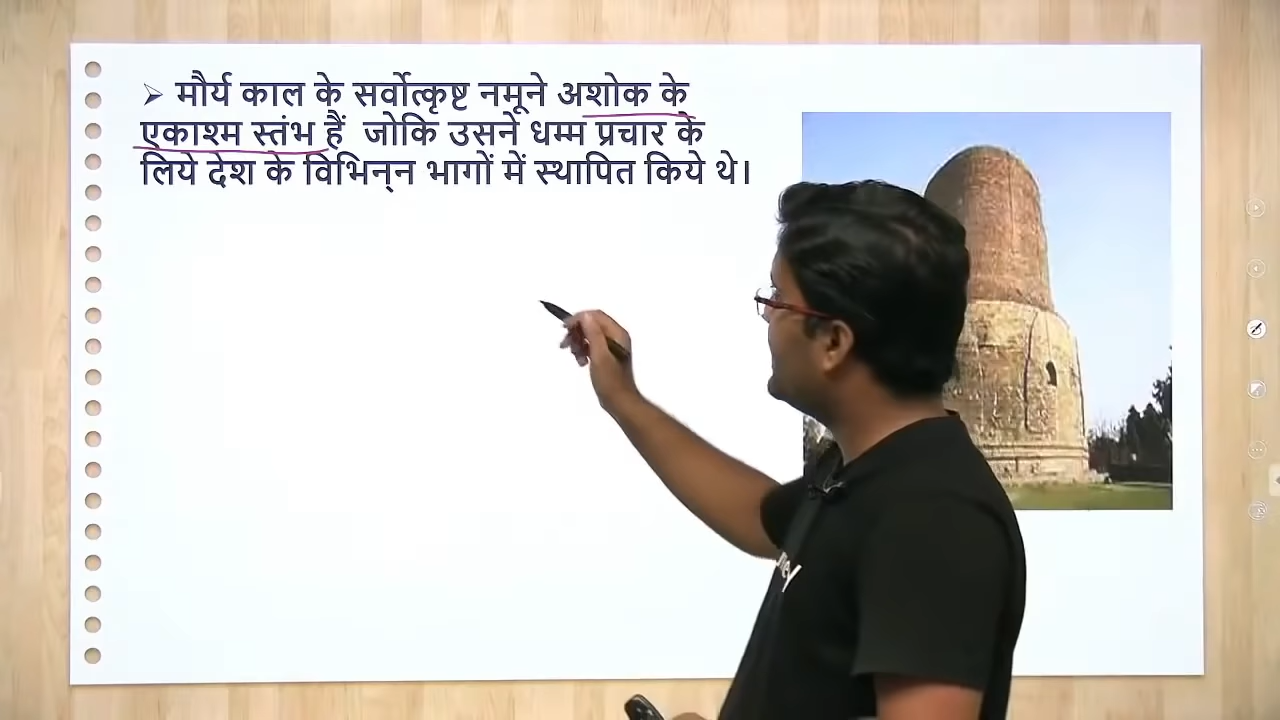 ➢ मौर्य काल के सर्वोत्कृष्ट नमूने अशोक के
एकाश्म स्तंभ हैं जोकि उसने धम्म प्रचार के
लिये देश के विभिन्‍न भागों में स्थापित किये थे।